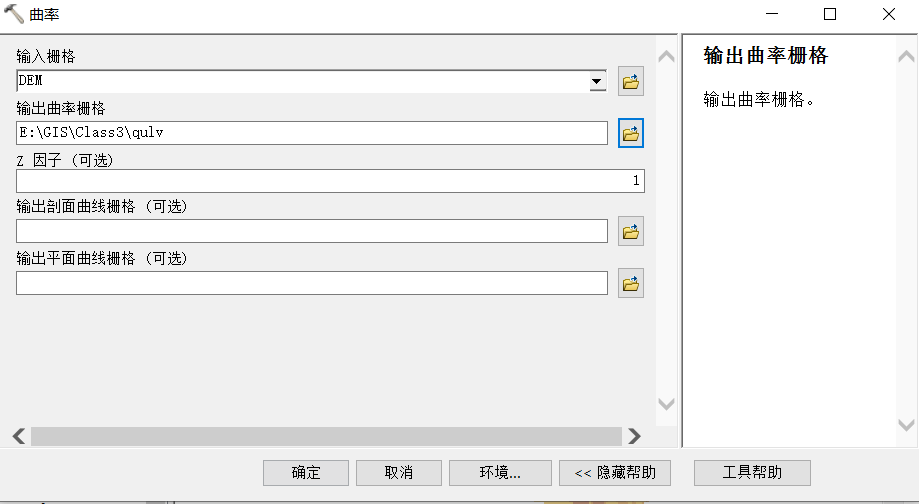 曲率
输入栅格
DEM
输出曲率栅格
E:\GIS\Class3\qulv
Z 因子 (可选)
1
输出剖面曲线栅格 (可选)
输出平面曲线栅格 (可选)
输出曲率栅格
输出曲率栅格。
确定
取消
环境...
<< 隐藏帮助
工具帮助